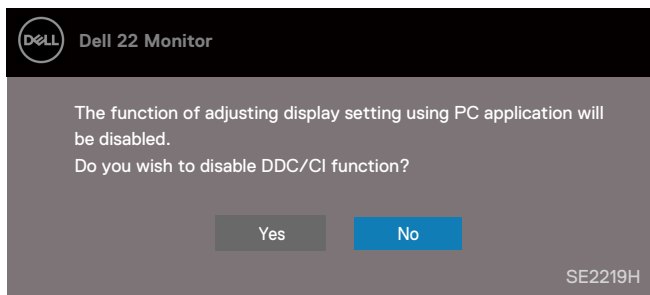 DELL Dell 22 Monitor
The function of adjusting display setting using PC application will
be disabled.
Do you wish to disable DDC/CI function?
Yes No
SE2219H